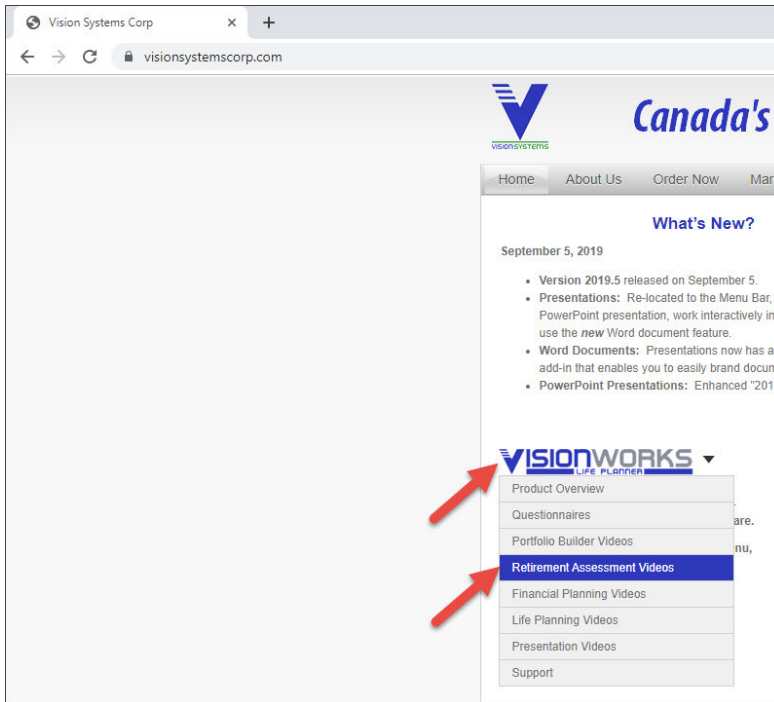 Vision Systems Corp
visionsystemscorp.com
VISIONSYSTEMS
Canada's
Home About Us Order Now Mar
What's New?
September 5, 2019
• Version 2019.5 released on September 5.
• Presentations: Re-located to the Menu Bar,
PowerPoint presentation, work interactively in
use the new Word document feature.
• Word Documents: Presentations now has a
add-in that enables you to easily brand docum
• PowerPoint Presentations: Enhanced "201
VISIONWORKS
LIFE PLANNER
Product Overview
Questionnaires
are.
Portfolio Builder Videos
nu,
Retirement Assessment Videos
Financial Planning Videos
Life Planning Videos
Presentation Videos
Support